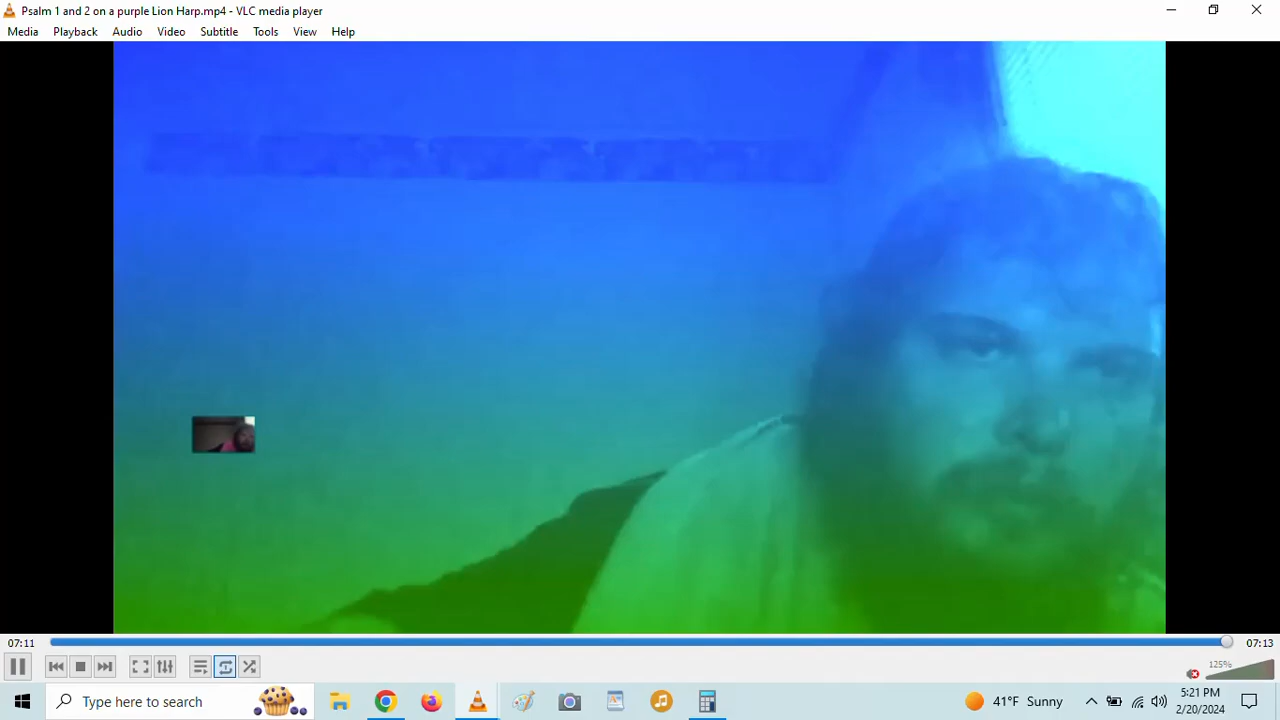 Psalm 1 and 2 on a purple Lion Harp.mp4 - VLC media player
Media Playback Audio Video Subtitle Tools View Help
07:11 07:13
125%
Type here to search
41°F Sunny
5:21 PM
2/20/2024